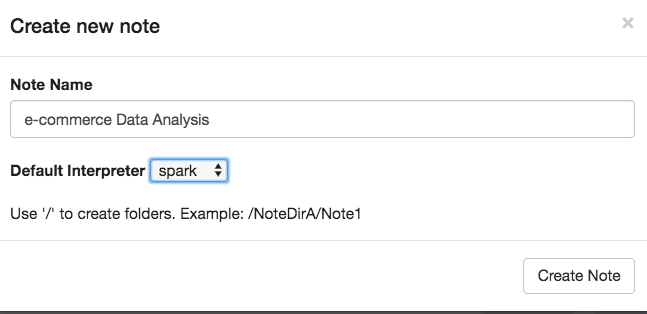 Create new note ×
Note Name
e-commerce Data Analysis
Default Interpreter spark
Use '/' to create folders. Example: /NoteDirA/Note1
Create Note